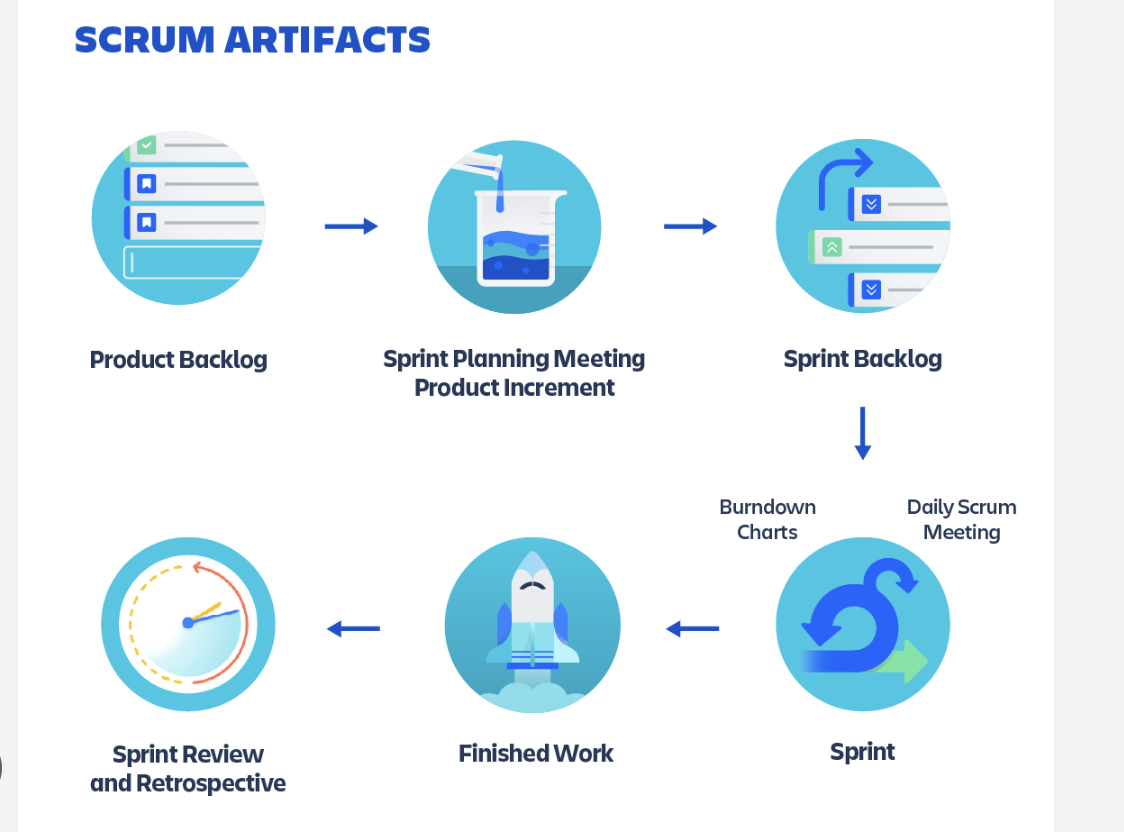 SCRUM ARTIFACTS
Product Backlog
Sprint Planning Meeting
Product Increment
Sprint Backlog
Burndown
Charts
Daily Scrum
Meeting
Sprint Review
and Retrospective
Finished Work
Sprint